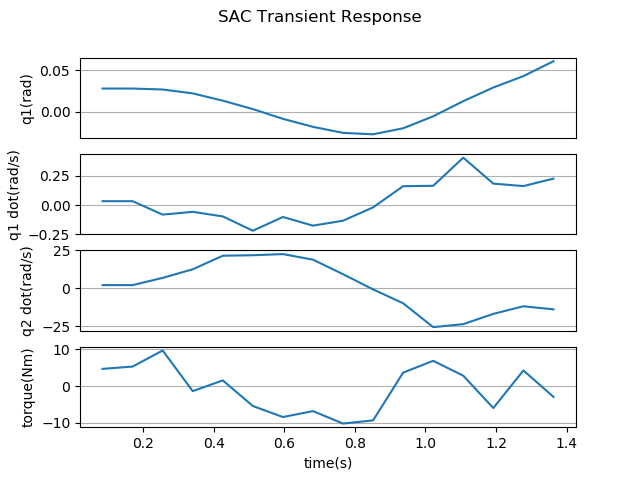 SAC Transient Response
q1(rad)
0.05
0.00
q1 dot(rad/s)
0.25
0.00
−0.25
q2 dot(rad/s)
25
0
−25
torque(Nm)
10
0
−10
0.2 0.4 0.6 0.8 1.0 1.2 1.4
time(s)